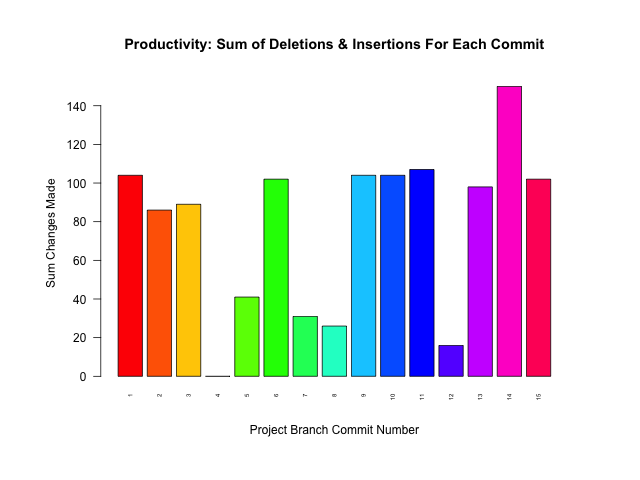 Productivity: Sum of Deletions & Insertions For Each Commit
Sum Changes Made
140
120
100
80
60
40
20
0
1 2 3 4 5 6 7 8 9 10 11 12 13 14 15
Project Branch Commit Number